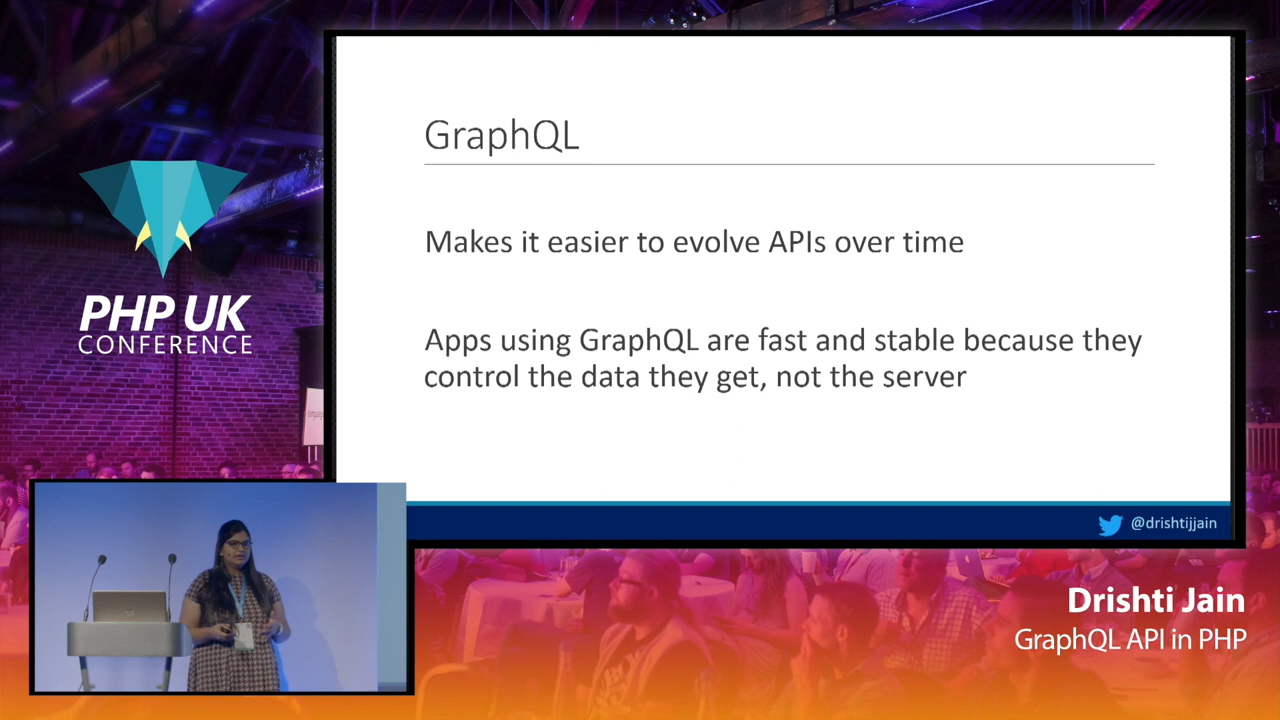 GraphQL
Makes it easier to evolve APIs over time
Apps using GraphQL are fast and stable because they
control the data they get, not the server
@drishtijjain
PHP UK
CONFERENCE
Drishti Jain
GraphQL API in PHP